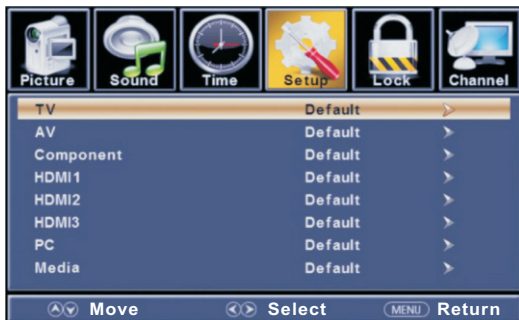 Picture Sound Time Setup Lock Channel
TV Default
AV Default
Component Default
HDMI1 Default
HDMI2 Default
HDMI3 Default
PC Default
Media Default
Move Select MENU Return